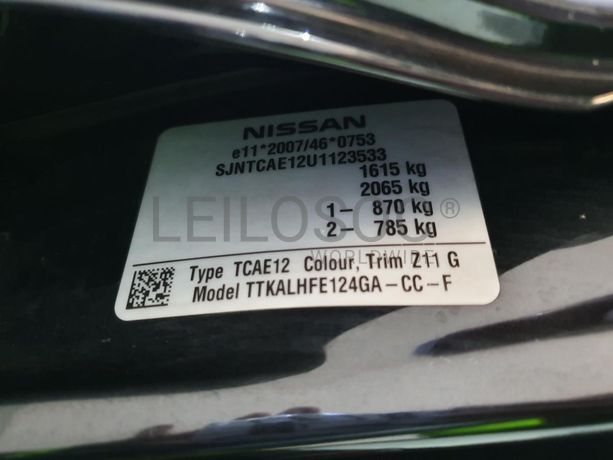 NISSAN
e11*2007/46*0753
SJNTCAE12U1123533
1615 kg
2065 kg
1– 870 kg
2– 785 kg
LEILOSOC®
WORLDWIDE
Type TCAE12 Colour, Trim Z11 G
Model TTKALHFE124GA–CC–F